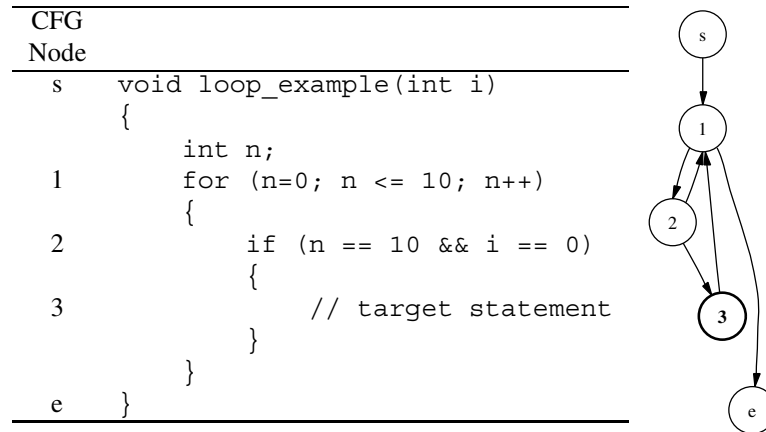 CFG
Node
s void loop_example(int i)
{
int n;
1 for (n=0; n <= 10; n++)
{
2 if (n == 10 && i == 0)
{
3 // target statement
}
}
e }
s
1
2
3
e